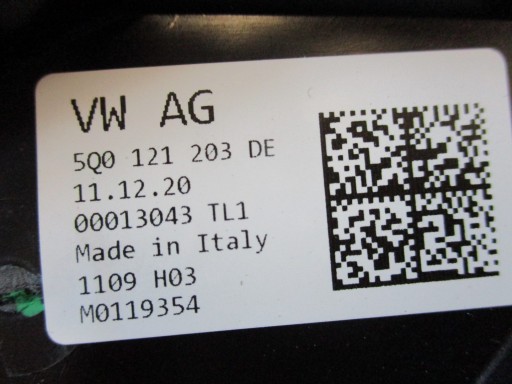 VW AG
5Q0 121 203 DE
11.12.20
00013043 TL1
Made in Italy
1109 H03
M0119354